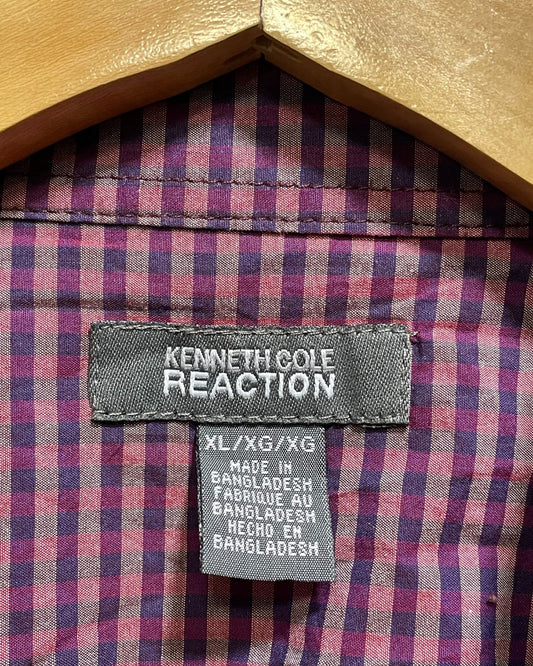 KENNETH COLE
REACTION
XL/XG/XG
MADE IN
BANGLADESH
FABRIQUE AU
BANGLADESH
HECHO EN
BANGLADESH